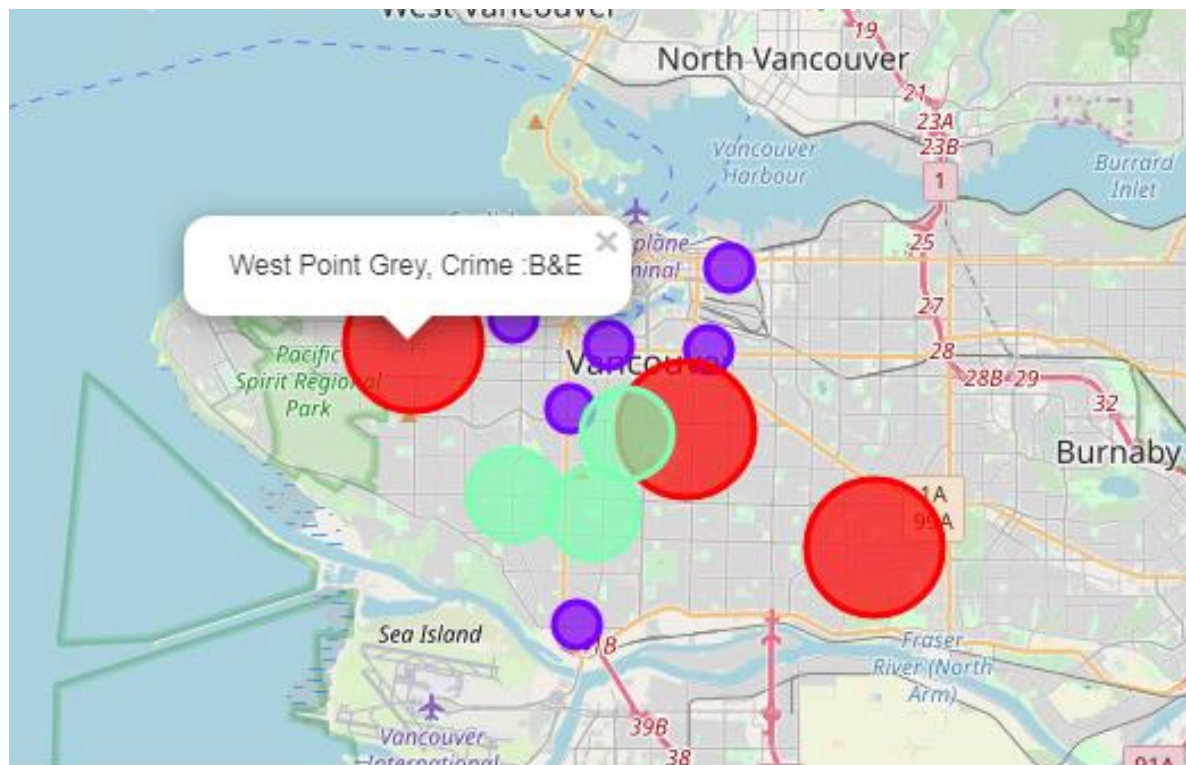 West Vancouver
19
North Vancouver
21
23A
23B
Vancouver
Harbour
Burrard
Inlet
1
25
West Point Grey, Crime :B&E
×
27
28
28B-29
32
Vancouver
Pacific
Spirit Regional
Park
Burnaby
1A
99A
Sea Island
Fraser
River (North
Arm)
39B
38
Vancouver
International
91A